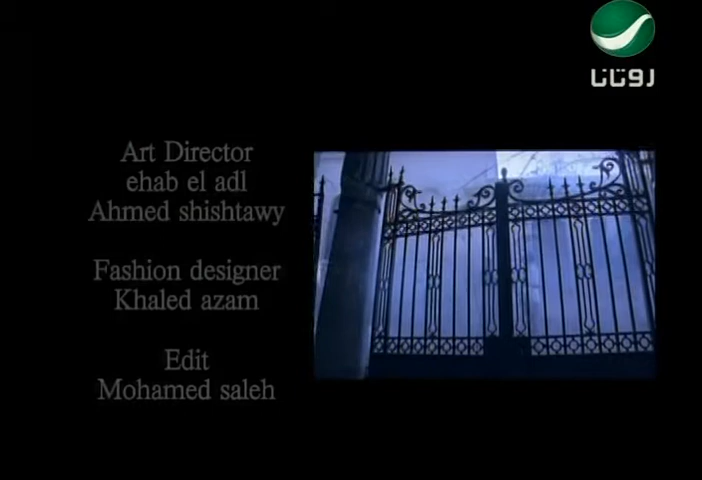 روتانا
Art Director
ehab el adl
Ahmed shishtawy
Fashion designer
Khaled azam
Edit
Mohamed saleh